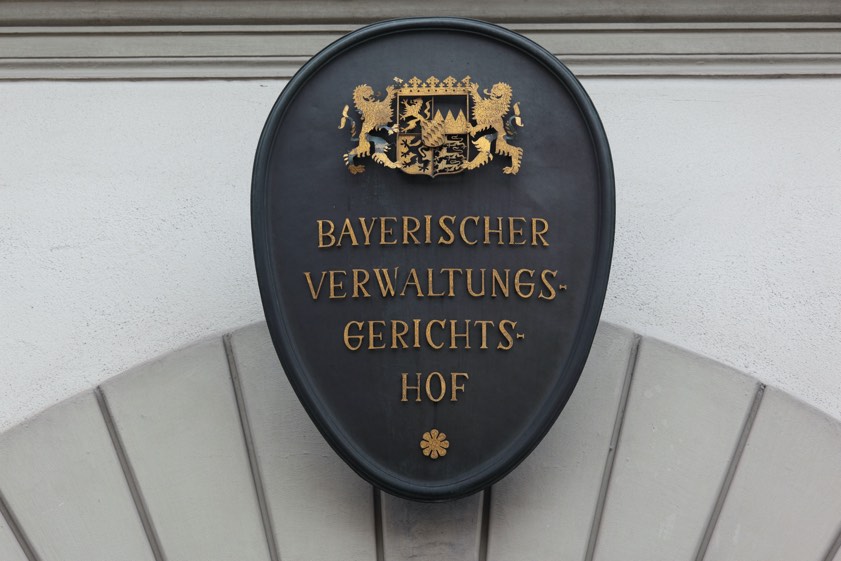 BAYERISCHER
VERWALTUNGS-
GERICHTS-
HOF